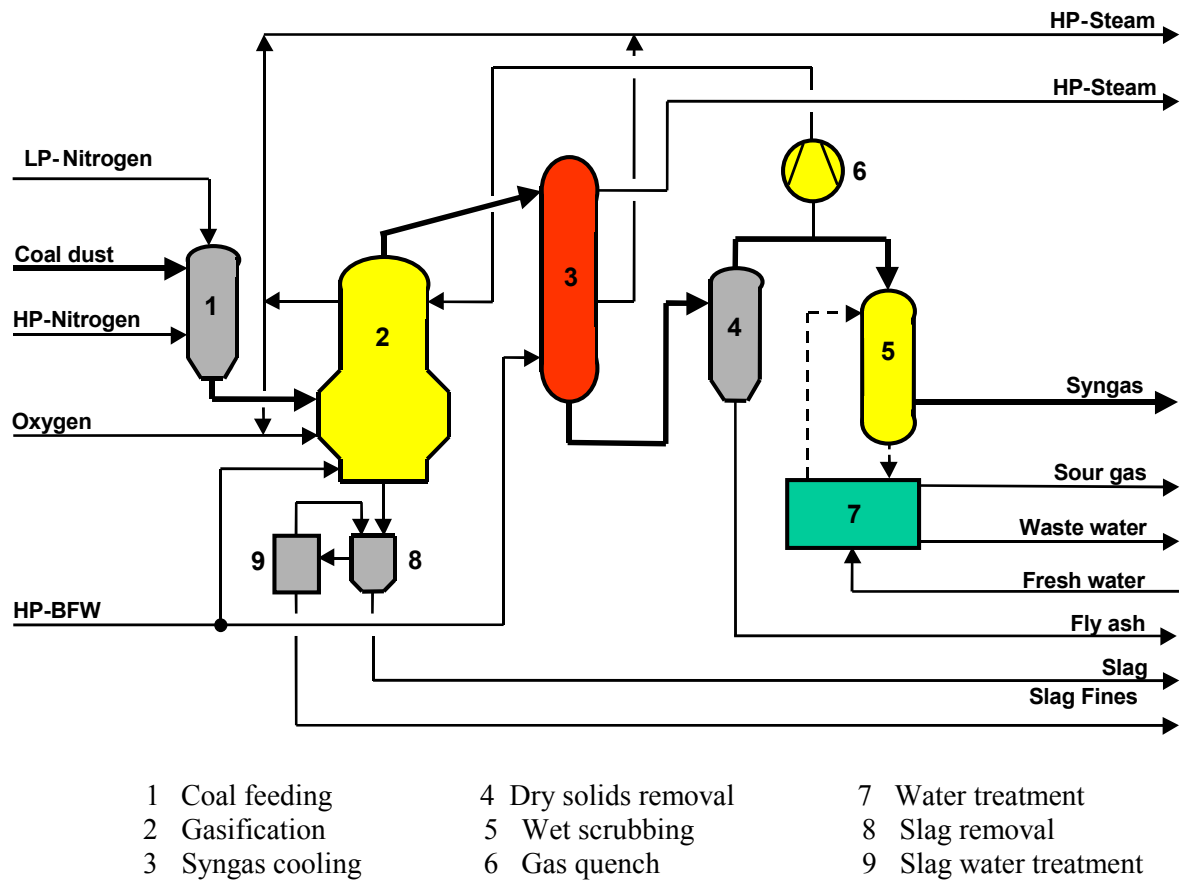 HP-Steam
HP-Steam
LP-Nitrogen
6
Coal dust
1
3
HP-Nitrogen
2
4
5
Oxygen
Syngas
Sour gas
7
Waste water
9
8
Fresh water
HP-BFW
Fly ash
Slag
Slag Fines
1 Coal feeding
4 Dry solids removal
7 Water treatment
2 Gasification
5 Wet scrubbing
8 Slag removal
3 Syngas cooling
6 Gas quench
9 Slag water treatment